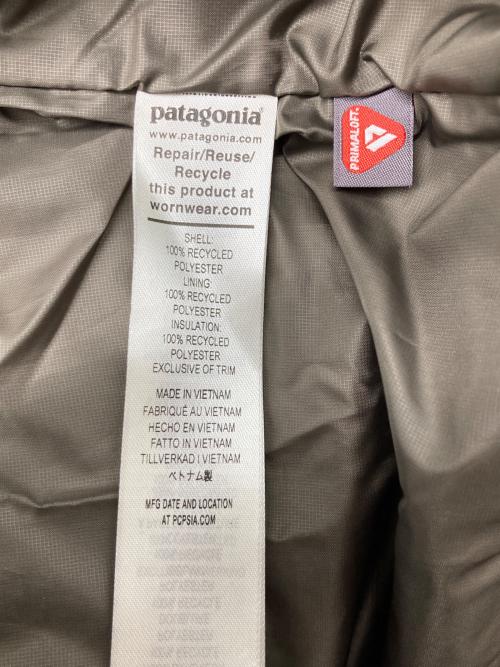 patagonia®
www.patagonia.com
Repair/Reuse/
Recycle
this product at
wornwear.com
SHELL:
100% RECYCLED
POLYESTER
LINING:
100% RECYCLED
POLYESTER
INSULATION:
100% RECYCLED
POLYESTER
EXCLUSIVE OF TRIM
MADE IN VIETNAM
FABRIQUÉ AU VIETNAM
HECHO EN VIETNAM
FATTO IN VIETNAM
TILLVERKAD I VIETNAM
ベトナム製
MFG DATE AND LOCATION
AT PCPSIA.COM
PRIMALOFT®